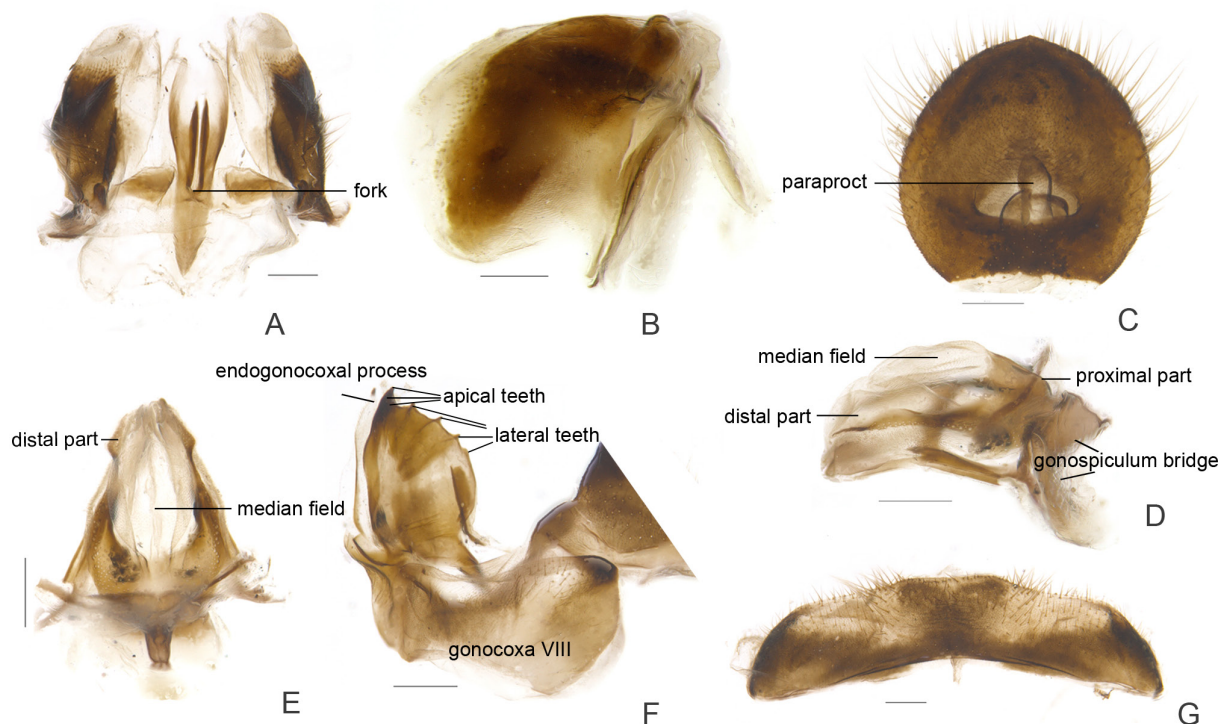 fork
A
B
paraproct
C
median field
proximal part
distal part
gonospiculum bridge
D
distal part
median field
E
endogonocoxal process
apical teeth
lateral teeth
gonocoxa VIII
F
G